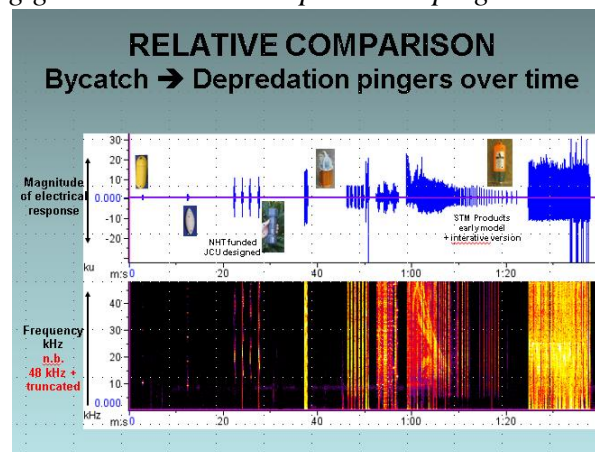 RELATIVE COMPARISON
Bycatch ➔ Depredation pingers over time
Magnitude
of electrical
response
30
20
10
0.000
-10
-20
ku
m:s
20
40
1:00
1:20
NHT funded
JCU designed
STM Products
early model
+ interative version
Frequency
kHz
n.b.
48 kHz +
truncated
40
30
20
10
0.000
kHz
m:s
20
40
1:00
1:20